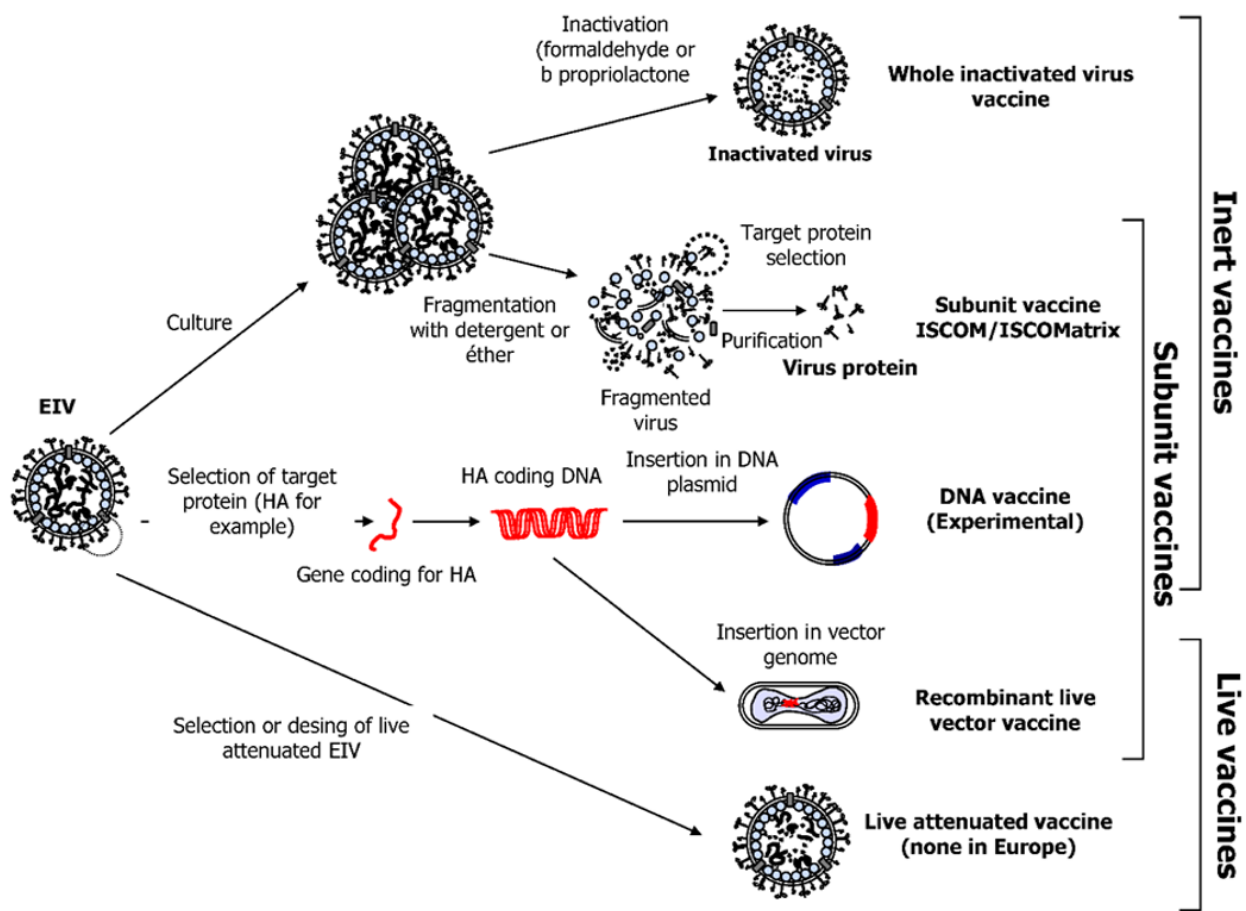 Inactivation
(formaldehyde or
b propriolactone
Inactivated virus
Whole inactivated virus
vaccine
Culture
Fragmentation
with detergent or
éther
Fragmented
virus
Target protein
selection
Purification
Virus protein
Subunit vaccine
ISCOM/ISCOMatrix
EIV
Selection of target
protein (HA for
example)
Gene coding for HA
HA coding DNA
Insertion in DNA
plasmid
DNA vaccine
(Experimental)
Insertion in vector
genome
Recombinant live
vector vaccine
Selection or desing of live
attenuated EIV
Live attenuated vaccine
(none in Europe)
Inert vaccines
Subunit vaccines
Live vaccines